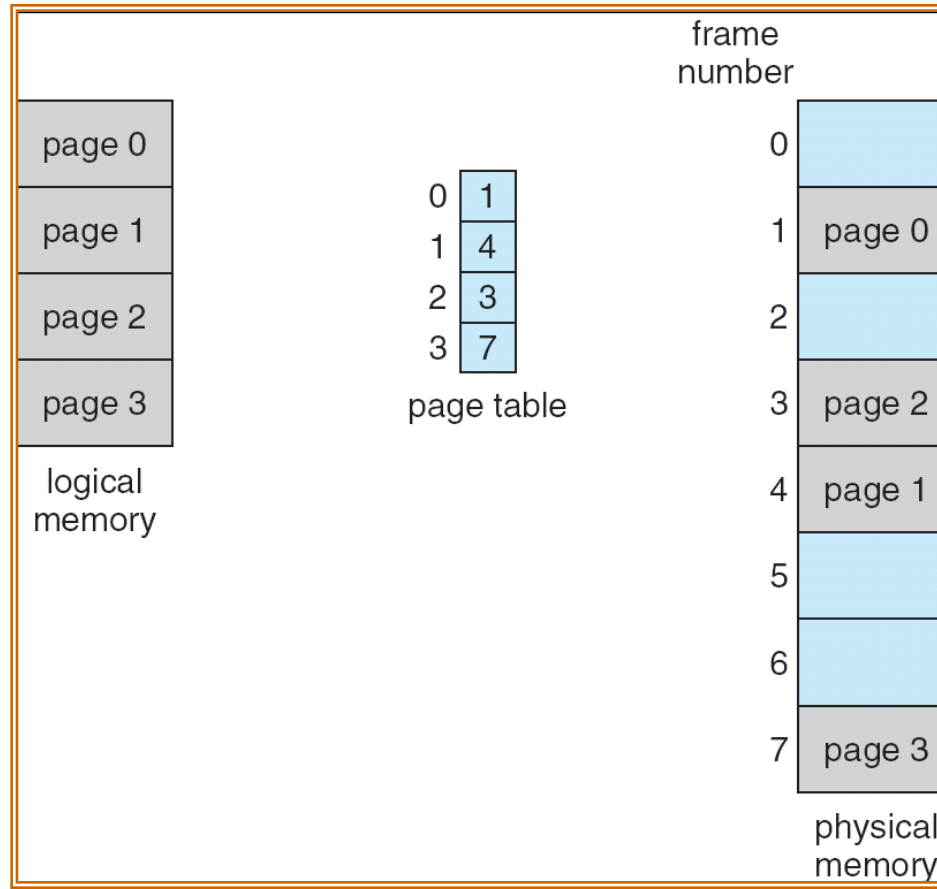 page 0
page 1
page 2
page 3
logical
memory
0 1
1 4
2 3
3 7
page table
frame
number
0
1 page 0
2
3 page 2
4 page 1
5
6
7 page 3
physical
memory